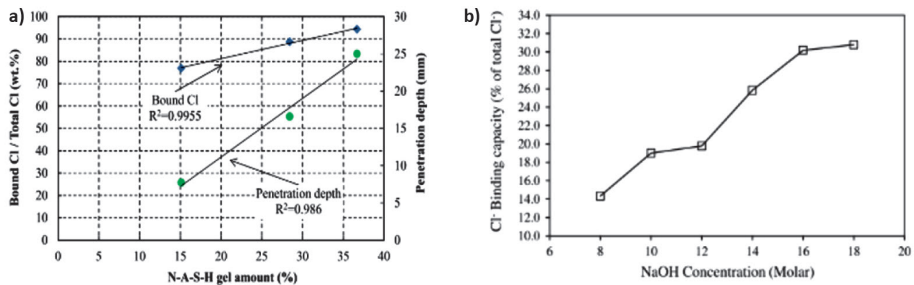 a)
100
90
80
70
60
50
40
30
20
10
0
Bound Cl / Total Cl (wt.%)
30
25
20
15
10
5
0
Penetration depth (mm)
Bound Cl
R²=0.9955
Penetration depth
R²=0.986
0 5 10 15 20 25 30 35 40
N-A-S-H gel amount (%)
b)
34.0
32.0
30.0
28.0
26.0
24.0
22.0
20.0
18.0
16.0
14.0
12.0
10.0
Cl⁻ Binding capacity (% of total Cl⁻)
6 8 10 12 14 16 18 20
NaOH Concentration (Molar)